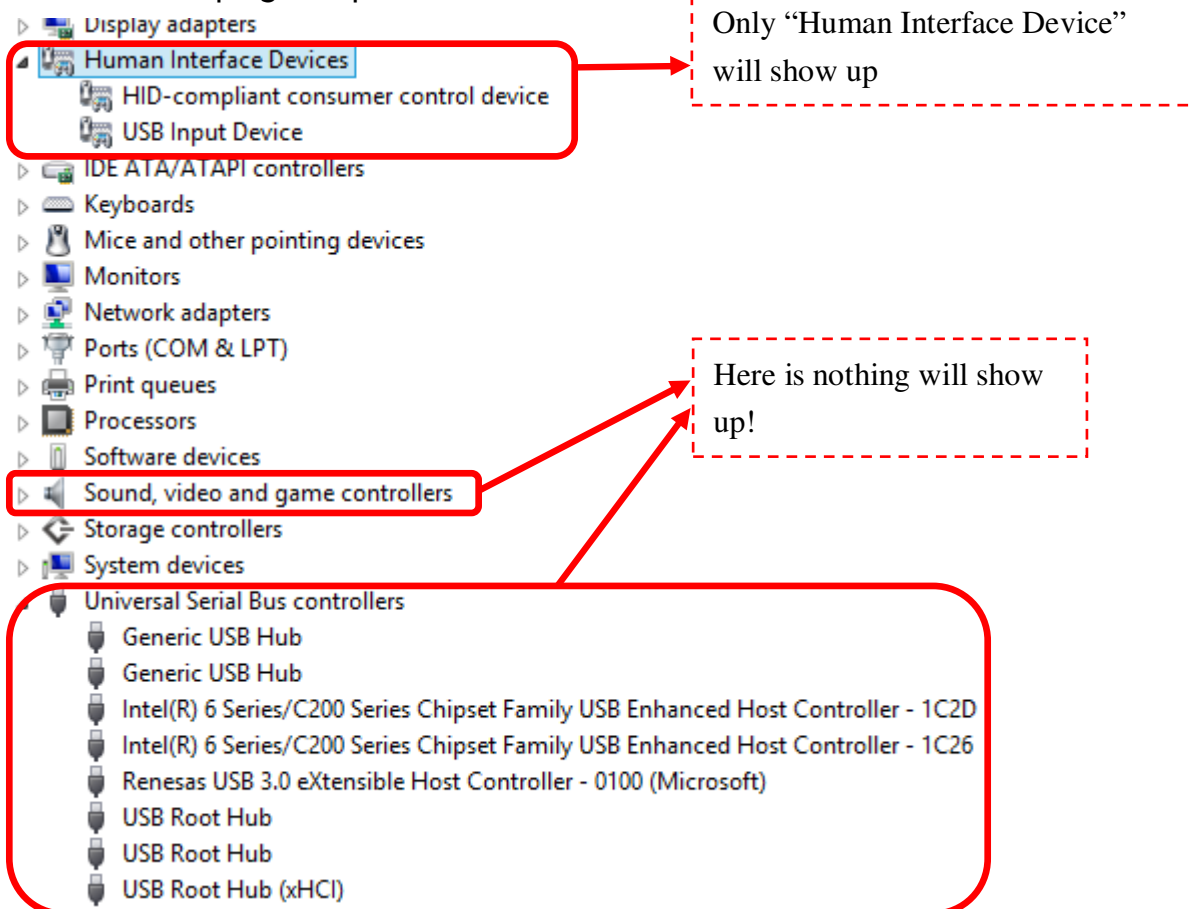 Display adapters
Only “Human Interface Device”
will show up
Human Interface Devices
HID-compliant consumer control device
USB Input Device
IDE ATA/ATAPI controllers
Keyboards
Mice and other pointing devices
Monitors
Network adapters
Ports (COM & LPT)
Here is nothing will show
up!
Print queues
Processors
Software devices
Sound, video and game controllers
Storage controllers
System devices
Universal Serial Bus controllers
Generic USB Hub
Generic USB Hub
Intel(R) 6 Series/C200 Series Chipset Family USB Enhanced Host Controller - 1C2D
Intel(R) 6 Series/C200 Series Chipset Family USB Enhanced Host Controller - 1C26
Renesas USB 3.0 eXtensible Host Controller - 0100 (Microsoft)
USB Root Hub
USB Root Hub
USB Root Hub (xHCI)